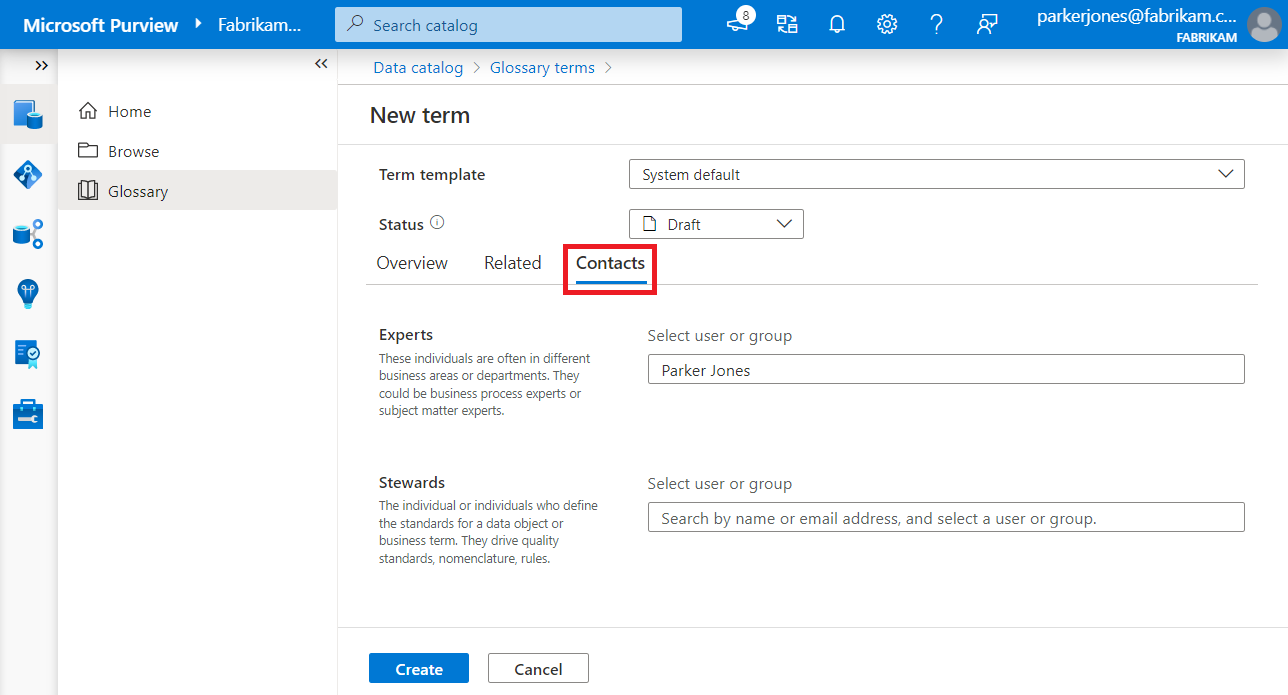 Microsoft Purview
Fabrikam...
Search catalog
8
parkerjones@fabrikam.c...
FABRIKAM
Home
Browse
Glossary
Data catalog > Glossary terms >
New term
Term template
System default
Status
Draft
Overview
Related
Contacts
Experts
These individuals are often in different
business areas or departments. They
could be business process experts or
subject matter experts.
Select user or group
Parker Jones
Stewards
The individual or individuals who define
the standards for a data object or
business term. They drive quality
standards, nomenclature, rules.
Select user or group
Search by name or email address, and select a user or group.
Create
Cancel